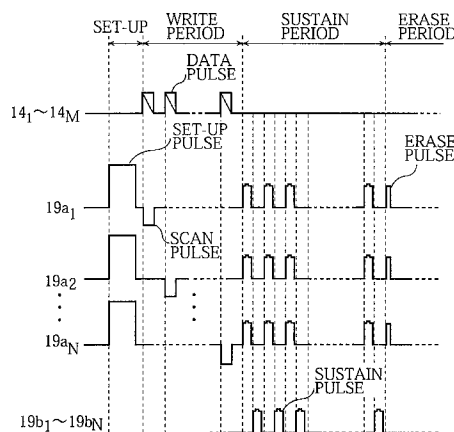 SET-UP
WRITE PERIOD
SUSTAIN PERIOD
ERASE PERIOD
DATA PULSE
14₁~14M
SET-UP PULSE
ERASE PULSE
19a₁
SCAN PULSE
19a₂
19aN
SUSTAIN PULSE
19b₁~19bN